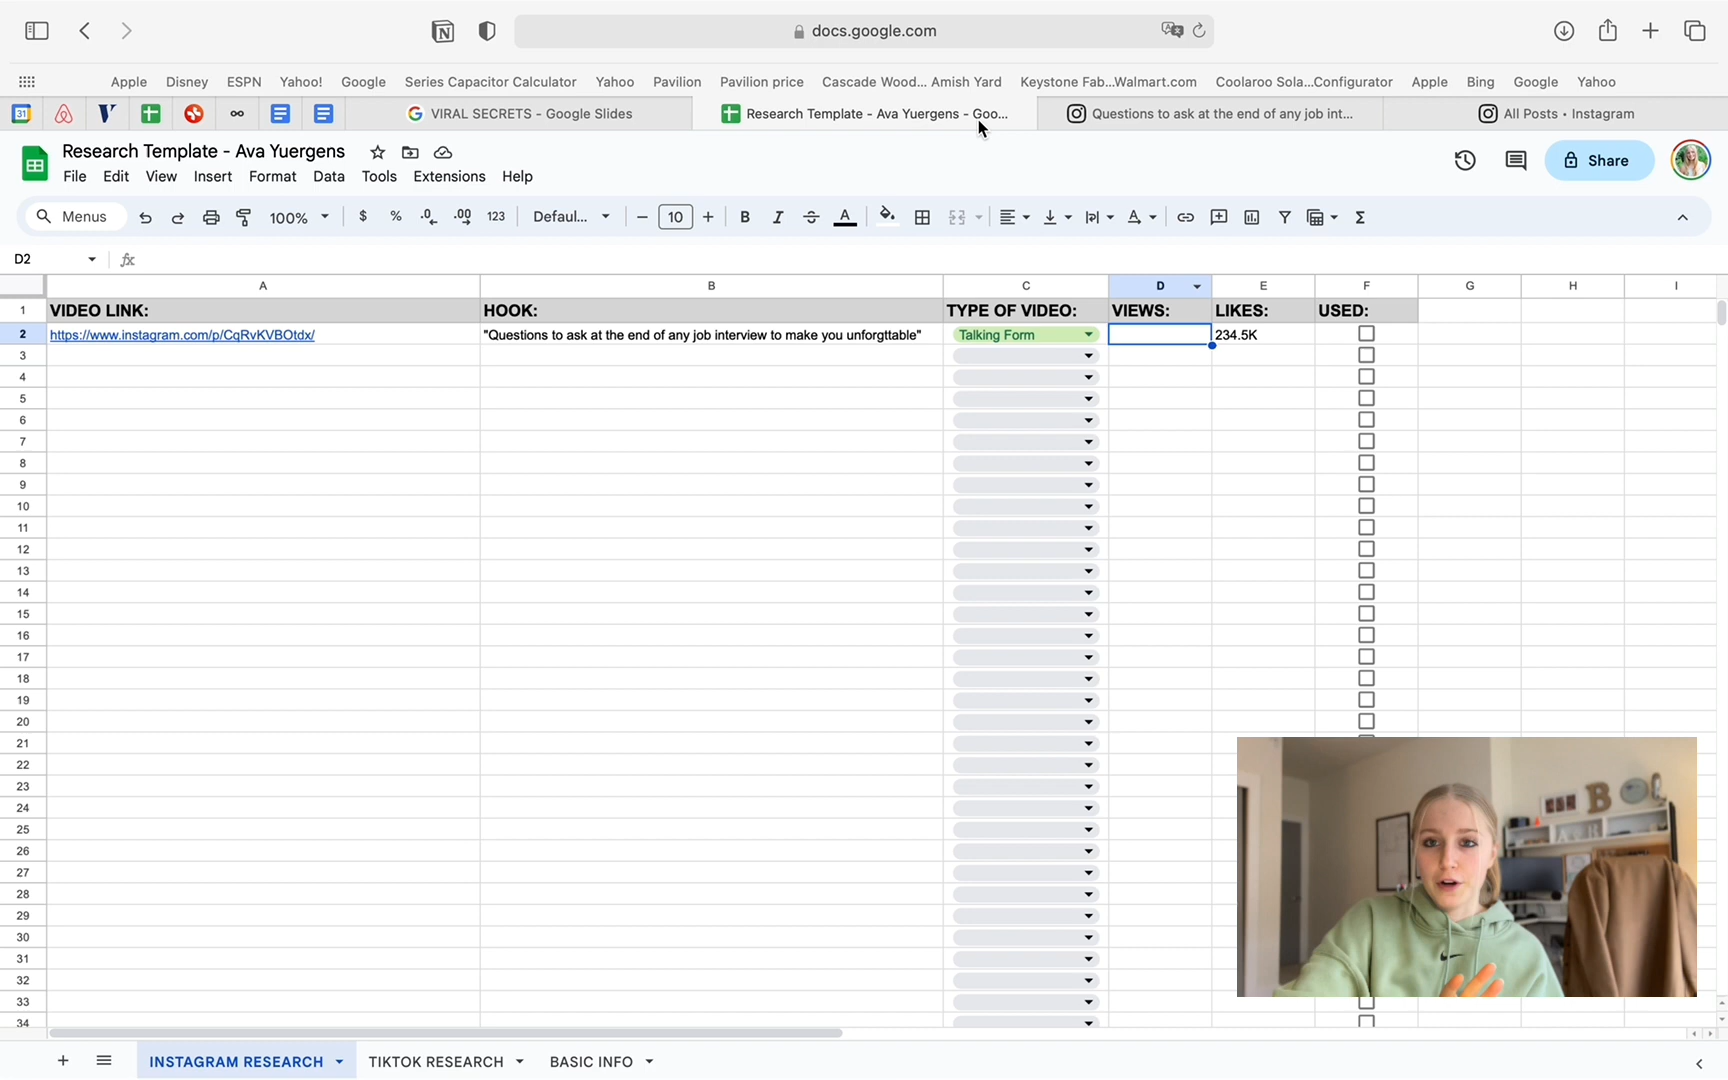 docs.google.com
Apple Disney ESPN Yahoo! Google Series Capacitor Calculator Yahoo Pavilion Pavilion price Cascade Wood... Amish Yard Keystone Fab...Walmart.com Coolaroo Sola...Configurator Apple Bing Google Yahoo
31 VIRAL SECRETS - Google Slides Research Template - Ava Yuergens - Goo... Questions to ask at the end of any job int... All Posts • Instagram
Research Template - Ava Yuergens
Share
File Edit View Insert Format Data Tools Extensions Help
Menus 100% $ % .0 .00 123 Defaul... 10 B I S A
D2 fx
A B C D E F G H I
1 VIDEO LINK: HOOK: TYPE OF VIDEO: VIEWS: LIKES: USED:
2 https://www.instagram.com/p/CqRvKVBOtdx/ "Questions to ask at the end of any job interview to make you unforgttable" Talking Form 234.5K
3
4
5
6
7
8
9
10
11
12
13
14
15
16
17
18
19
20
21
22
23
24
25
26
27
28
29
30
31
32
33
34
INSTAGRAM RESEARCH TIKTOK RESEARCH BASIC INFO